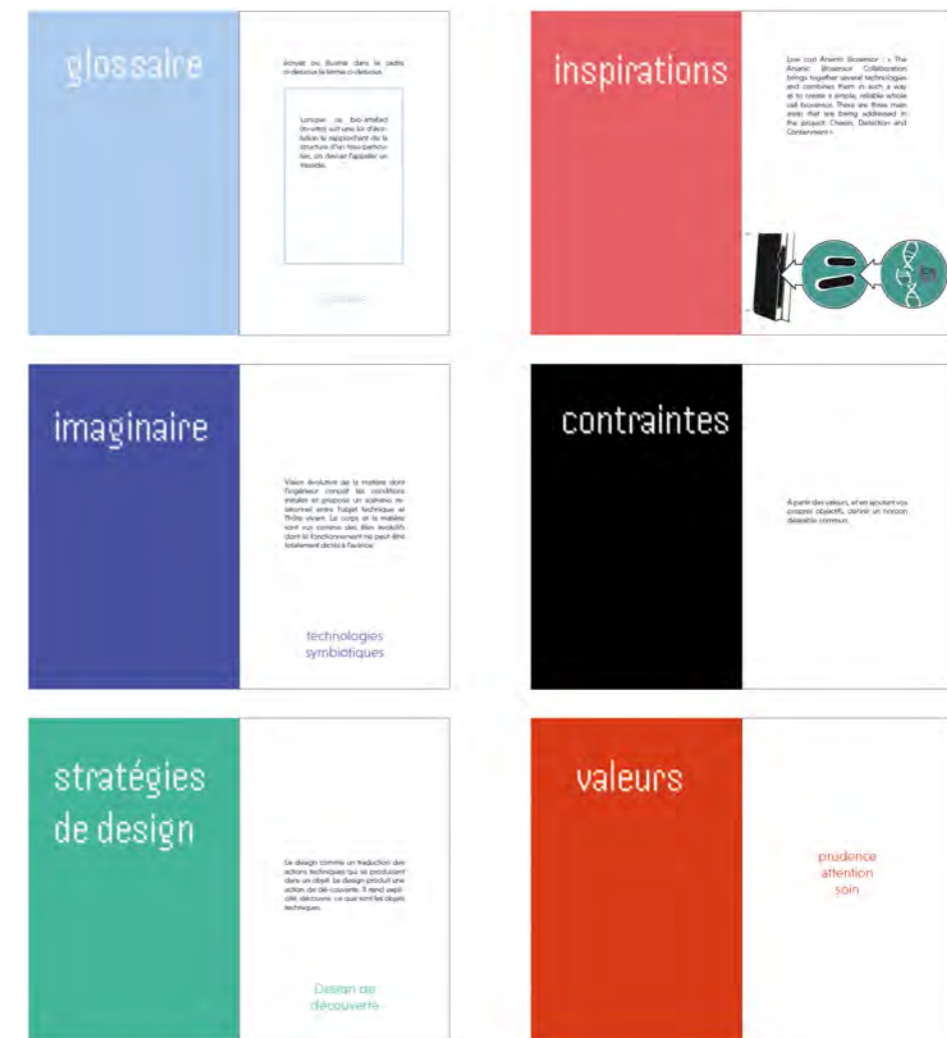 glossaire
écrivez ou illustrez dans le cadre
ci-dessous le terme ci-dessous
Lorsque ce bio-artefact
(in-vitro) suit une loi d'évo-
lution le rapprochant de la
structure d'un tissu particu-
lier, on devrait l'appeler un
inspirations
Low cost Arsenic Biosensor : « The
Arsenic Biosensor Collaboration
brings together several technologies
and combines them in such a way
as to create a simple, reliable whole
cell biosensor. There are three main
areas that are being addressed in
the project: Chassis, Detection and
Containment »
imaginaire
Vision évolutive de la matière dont
l'ingénieur conçoit les conditions
initiales et propose un scénario re-
lationnel entre l'objet technique et
l'hôte vivant. Le corps et la matière
sont vus comme des êtres évolutifs
dont le fonctionnement ne peut être
totalement dictés à l'avance.
technologies
symbiotiques
contraintes
A partir des valeurs, et en ajoutant vos
propres objectifs, définir un horizon
désirable commun.
stratégies
de design
Le design comme un traduction des
actions techniques qui se produisent
dans un objet. Le design produit une
action de dé-couverte. Il rend expli-
cite, découvre, ce que sont les objets
techniques.
Design de
découverte
valeurs
prudence
attention
soin